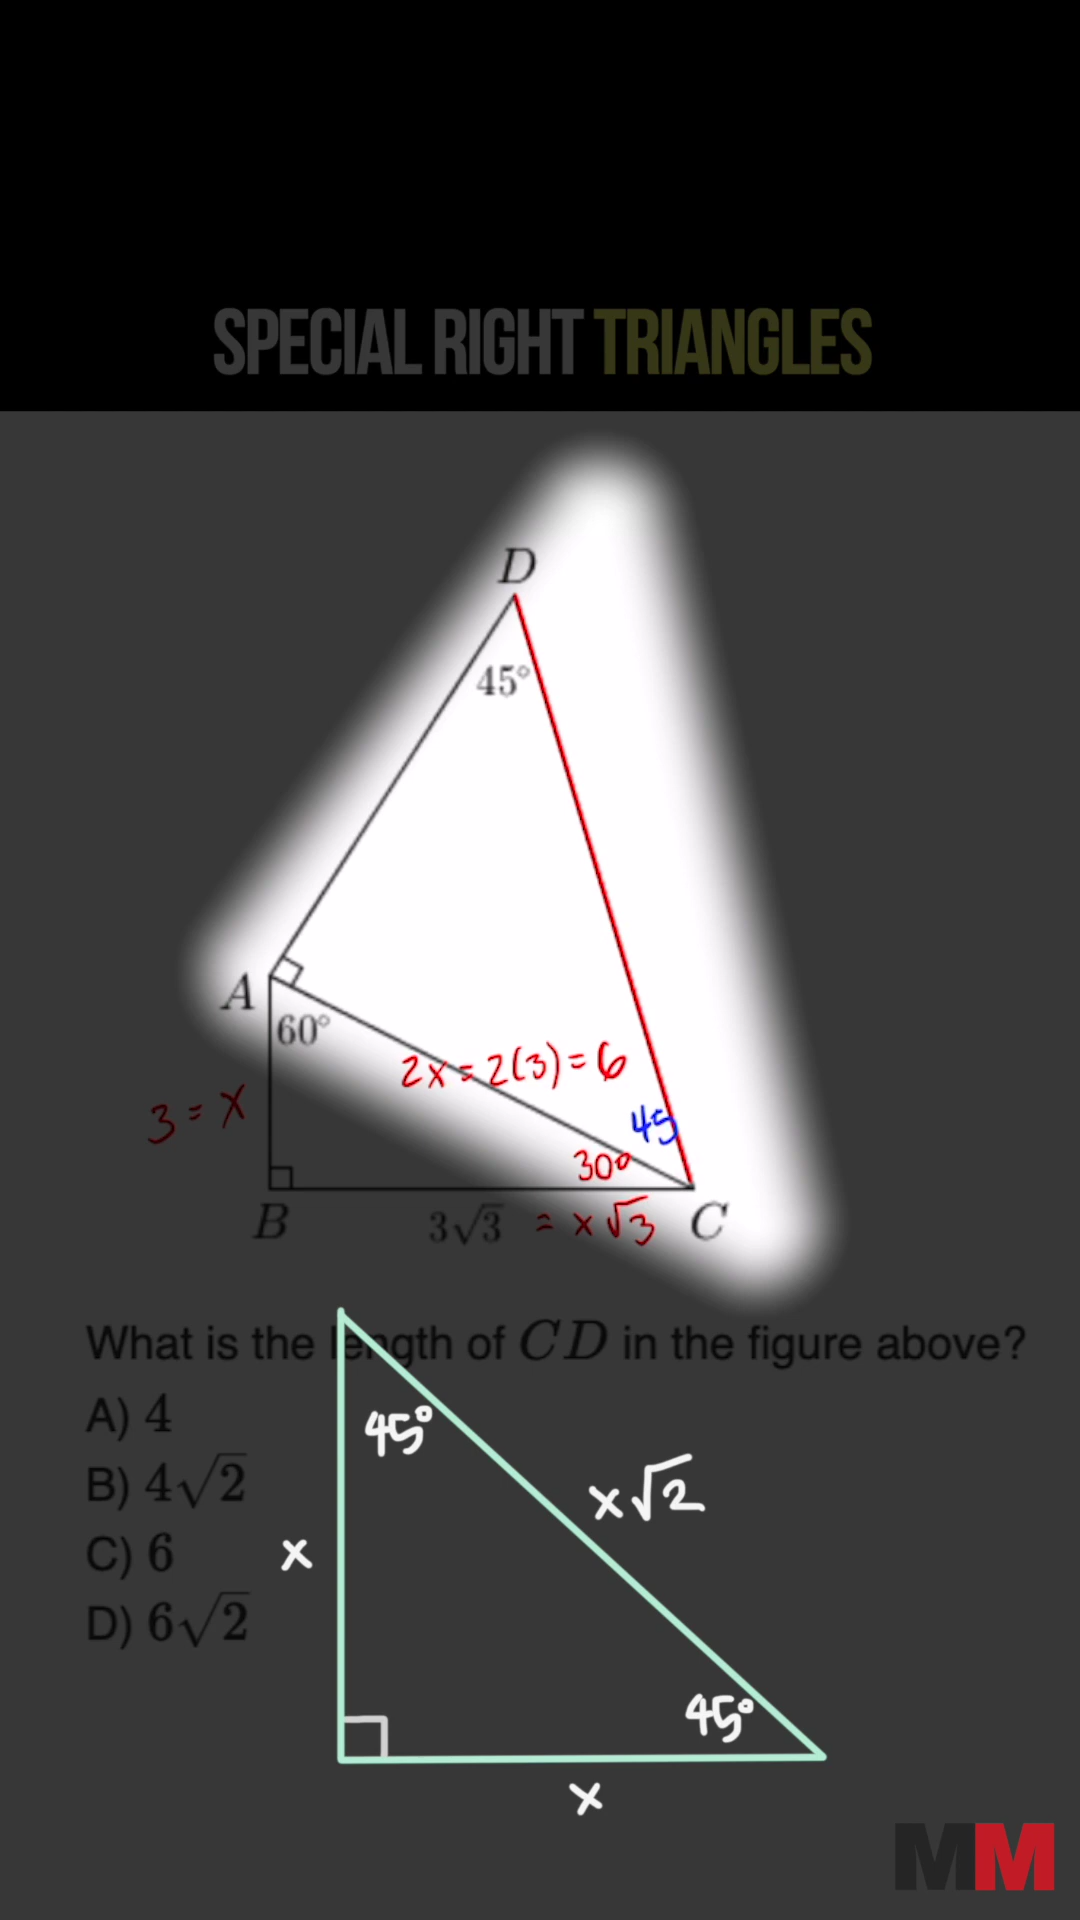 SPECIAL RIGHT TRIANGLES
D
45°
A
60°
2x = 2(3) = 6
3 = x
45
30°
B
3√3 = x√3
C
What is the length of CD in the figure above?
A) 4
45°
B) 4√2
x√2
C) 6
x
D) 6√2
45°
x
MM